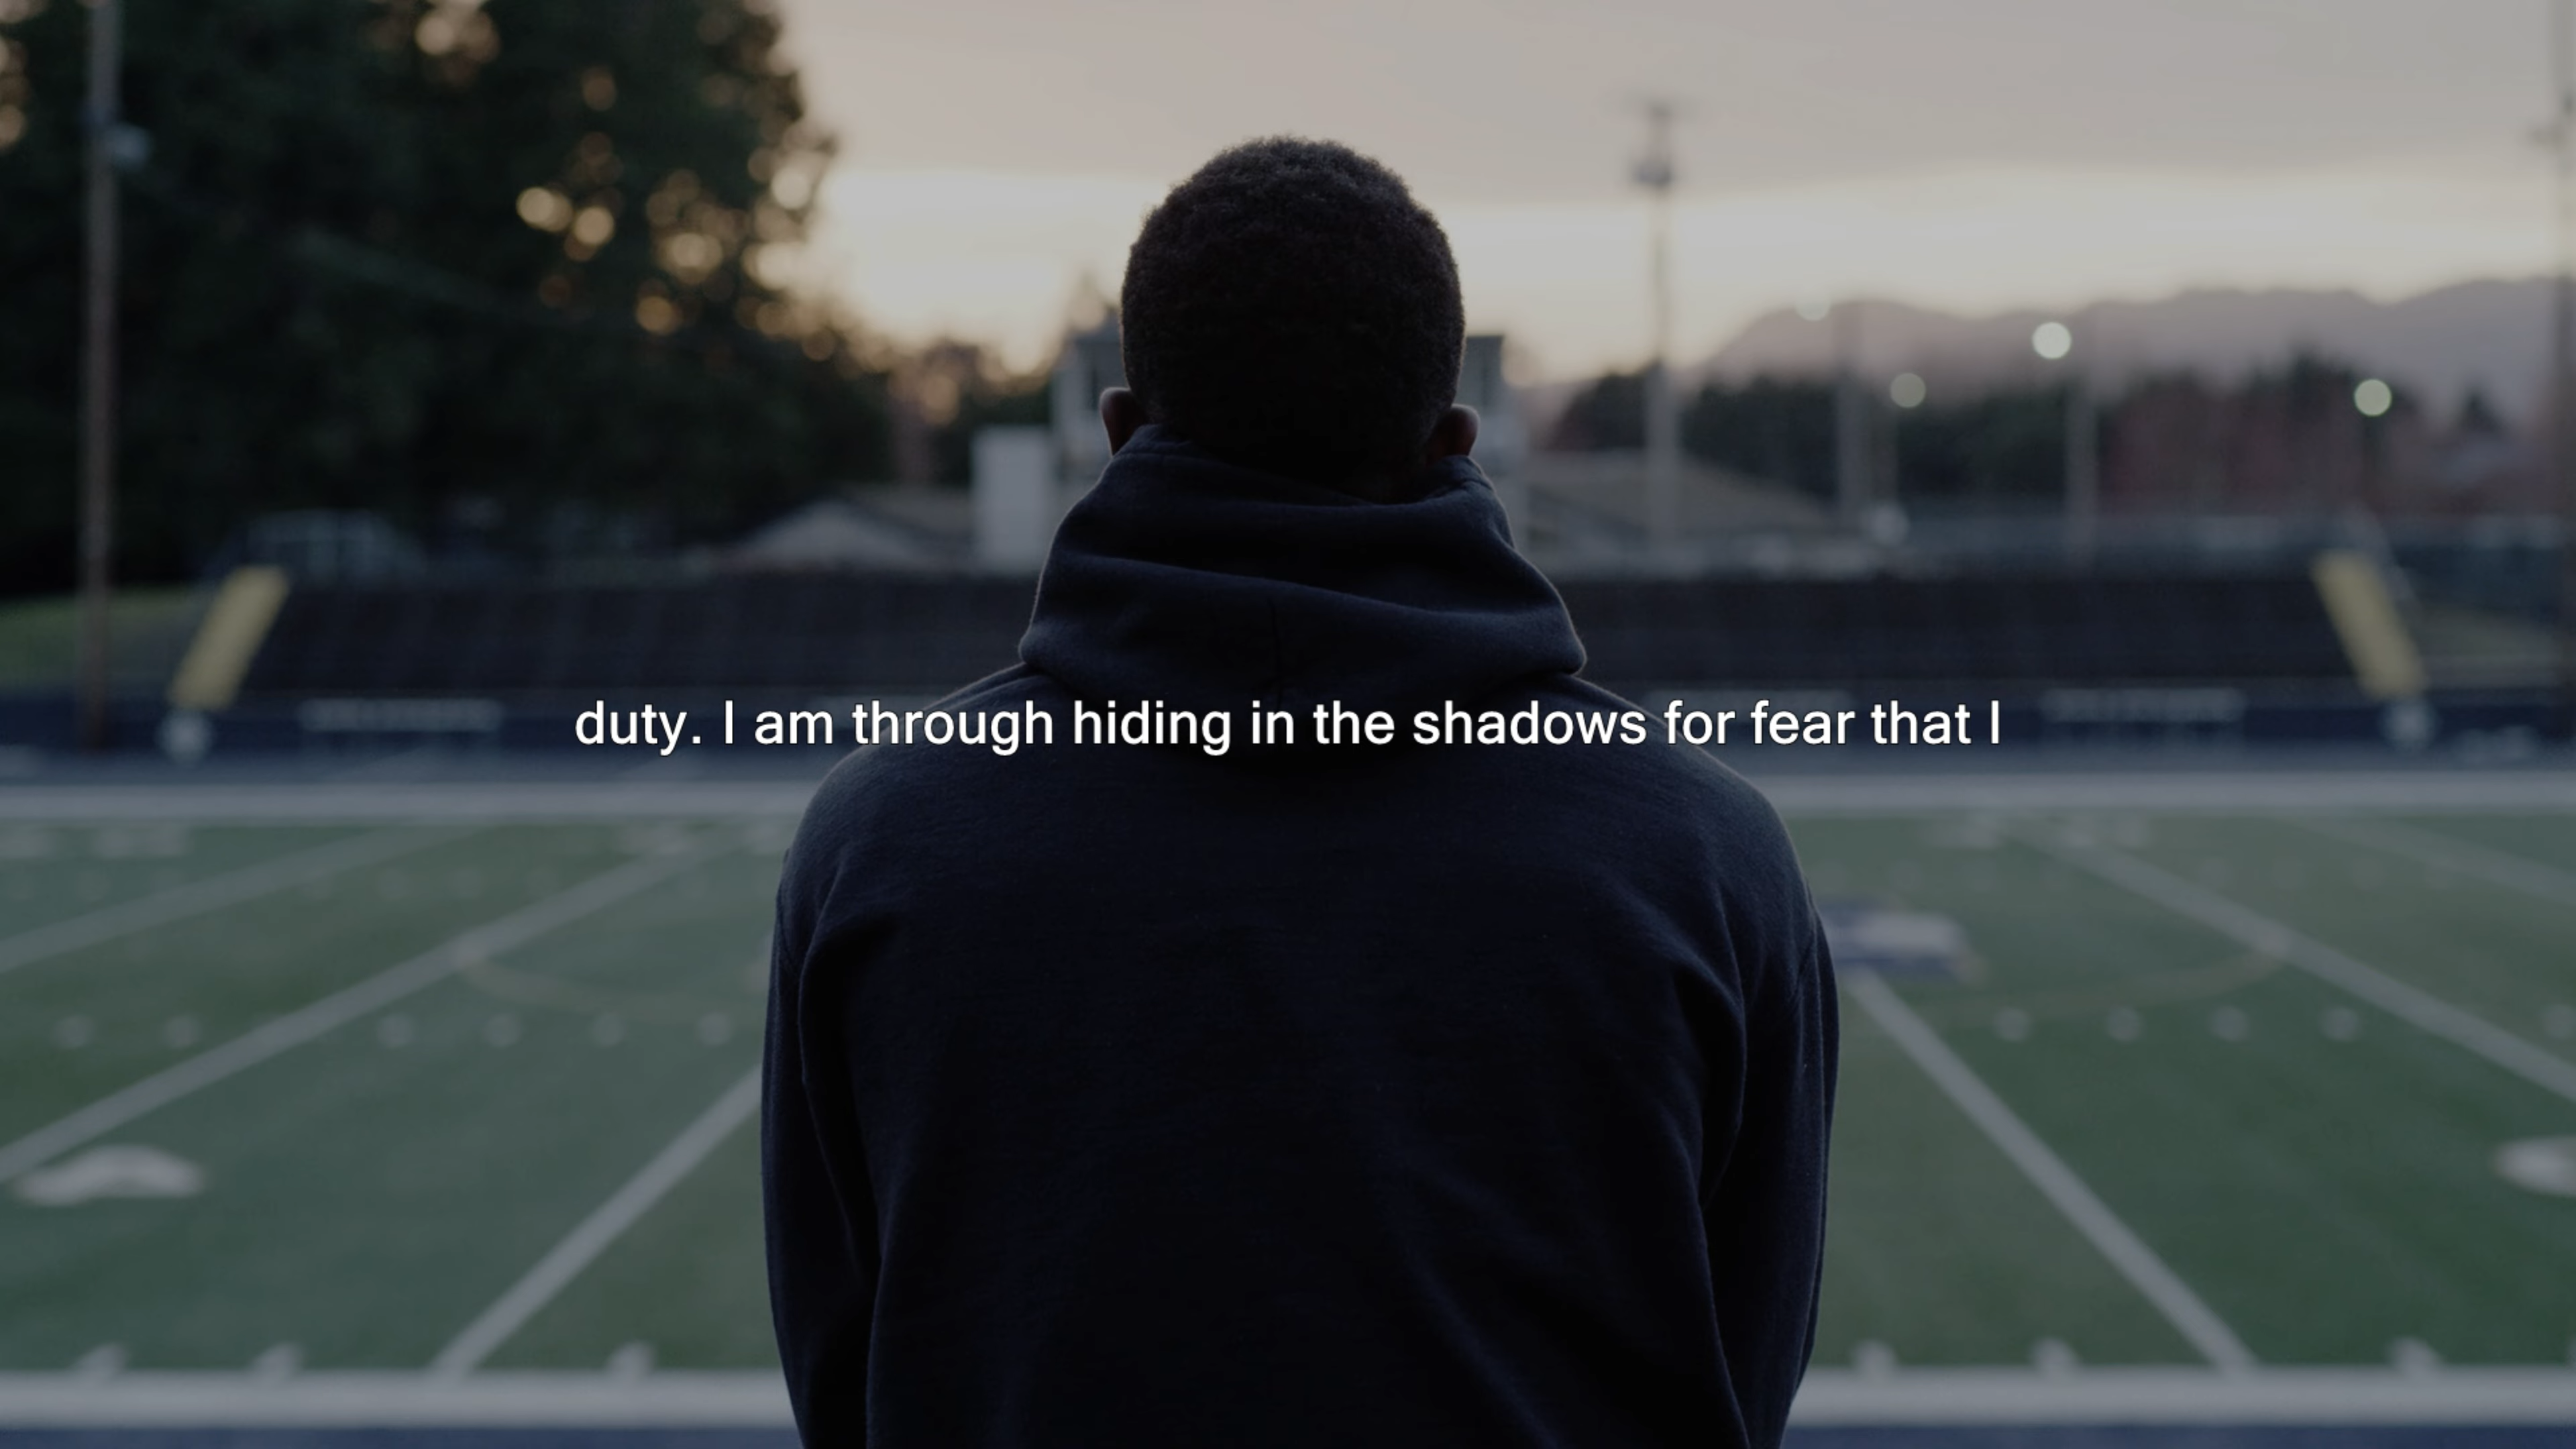 duty. I am through hiding in the shadows for fear that I